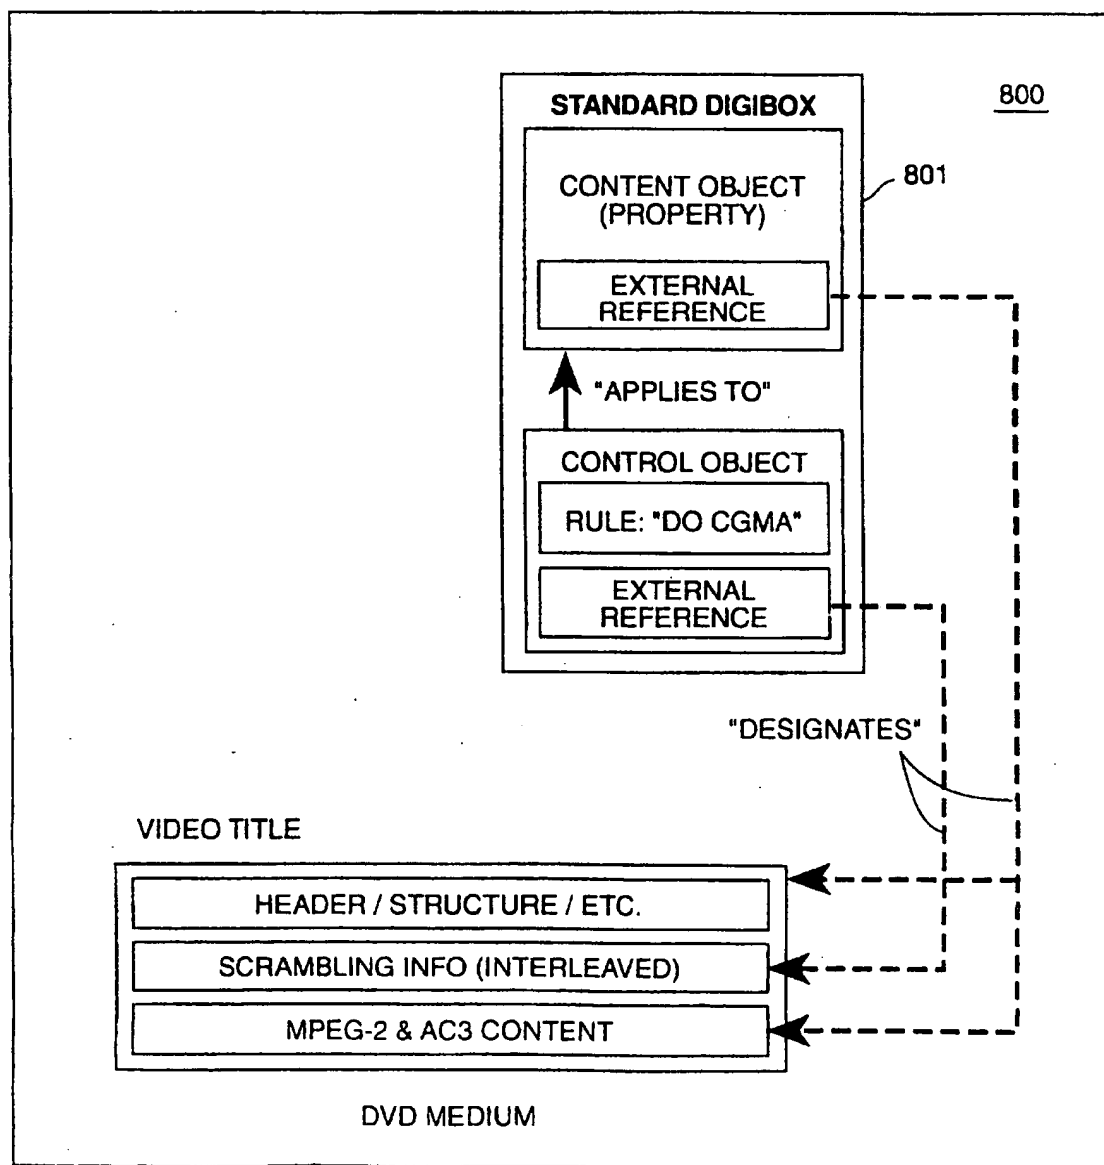 800
STANDARD DIGIBOX
801
CONTENT OBJECT
(PROPERTY)
EXTERNAL
REFERENCE
"APPLIES TO"
CONTROL OBJECT
RULE: "DO CGMA"
EXTERNAL
REFERENCE
"DESIGNATES"
VIDEO TITLE
HEADER / STRUCTURE / ETC.
SCRAMBLING INFO (INTERLEAVED)
MPEG-2 & AC3 CONTENT
DVD MEDIUM